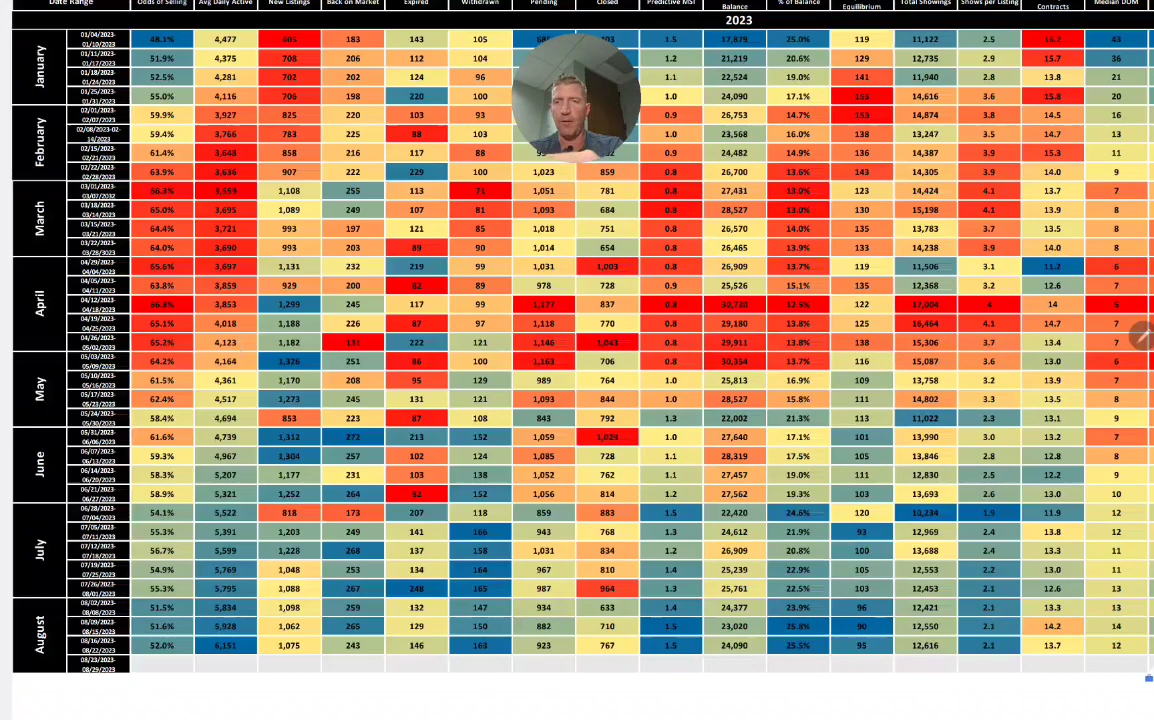 Date Range Odds of Selling Avg Daily Active New Listings Back on Market Expired Withdrawn Pending Closed Predictive MSI Balance % of Balance Equilibrium Total Showings Shows per Listing Contracts Median DOM
2023
January
01/04/2023-01/10/2023 48.1% 4,477 605 183 143 105 1.5 17,879 25.0% 119 11,122 2.5 16.2 43
01/11/2023-01/17/2023 51.9% 4,375 708 206 112 104 1.2 21,219 20.6% 129 12,735 2.9 15.7 36
01/18/2023-01/24/2023 52.5% 4,281 702 202 124 96 1.1 22,524 19.0% 141 11,940 2.8 13.8 21
01/25/2023-01/31/2023 55.0% 4,116 706 198 220 100 1.0 24,090 17.1% 153 14,616 3.6 15.8 20
February
02/01/2023-02/07/2023 59.9% 3,927 825 220 103 93 0.9 26,753 14.7% 153 14,874 3.8 14.5 16
02/08/2023-02-14/2023 59.4% 3,766 783 225 88 103 1.0 23,568 16.0% 138 13,247 3.5 14.7 13
02/15/2023-02/21/2023 61.4% 3,648 858 216 117 88 0.9 24,482 14.9% 136 14,387 3.9 15.3 11
02/22/2023-02/28/2023 63.9% 3,636 907 222 229 100 1,023 859 0.8 26,700 13.6% 143 14,305 3.9 14.0 9
March
03/01/2023-03/07/2032 66.3% 3,559 1,108 255 113 71 1,051 781 0.8 27,431 13.0% 123 14,424 4.1 13.7 7
03/18/2023-03/14/2023 65.0% 3,695 1,089 249 107 81 1,093 684 0.8 28,527 13.0% 130 15,198 4.1 13.9 8
03/15/2023-03/21/2023 64.4% 3,721 993 197 121 85 1,018 751 0.8 26,570 14.0% 135 13,783 3.7 13.5 8
03/22/2023-03/28/3023 64.0% 3,690 993 203 89 90 1,014 654 0.8 26,465 13.9% 133 14,238 3.9 14.0 8
April
04/29/2023-04/04/2023 65.6% 3,697 1,131 232 219 99 1,031 1,003 0.8 26,909 13.7% 119 11,506 3.1 11.2 6
04/05/2023-04/11/2023 63.8% 3,859 929 200 82 89 978 728 0.9 25,526 15.1% 135 12,368 3.2 12.6 7
04/12/2023-04/18/2023 66.3% 3,853 1,299 245 117 99 1,177 837 0.8 30,720 12.5% 122 17,004 4 14 5
04/19/2023-04/25/2023 65.1% 4,018 1,188 226 87 97 1,118 770 0.8 29,180 13.8% 125 16,464 4.1 14.7 7
04/26/2023-05/02/2023 65.2% 4,123 1,182 131 222 121 1,146 1,043 0.8 29,911 13.8% 138 15,306 3.7 13.4 7
May
05/03/2023-05/09/2023 64.2% 4,164 1,326 251 86 100 1,163 706 0.8 30,354 13.7% 116 15,087 3.6 13.0 6
05/10/2023-05/16/2023 61.5% 4,361 1,170 208 95 129 989 764 1.0 25,813 16.9% 109 13,758 3.2 13.9 7
05/17/2023-05/23/2023 62.4% 4,517 1,273 245 131 121 1,093 844 1.0 28,527 15.8% 111 14,802 3.3 13.5 8
05/24/2023-05/30/2023 58.4% 4,694 853 223 87 108 843 792 1.3 22,002 21.3% 113 11,022 2.3 13.1 9
June
05/31/2023-06/06/2023 61.6% 4,739 1,312 272 213 152 1,059 1,029 1.0 27,640 17.1% 101 13,990 3.0 13.2 7
06/07/2023-06/13/2023 59.3% 4,967 1,304 257 102 124 1,085 728 1.1 28,319 17.5% 105 13,846 2.8 12.8 8
06/14/2023-06/20/2023 58.3% 5,207 1,177 231 103 138 1,052 762 1.1 27,457 19.0% 111 12,830 2.5 12.2 9
06/21/2023-06/27/2023 58.9% 5,321 1,252 264 82 152 1,056 814 1.2 27,562 19.3% 103 13,693 2.6 13.0 10
July
06/28/2023-07/04/2023 54.1% 5,522 818 173 207 118 859 883 1.5 22,420 24.6% 120 10,234 1.9 11.9 12
07/05/2023-07/11/2023 55.3% 5,391 1,203 249 141 166 943 768 1.3 24,612 21.9% 93 12,969 2.4 13.8 12
07/12/2023-07/18/2023 56.7% 5,599 1,228 268 137 158 1,031 834 1.2 26,909 20.8% 100 13,688 2.4 13.3 11
07/19/2023-07/25/2023 54.9% 5,769 1,048 253 134 164 967 810 1.4 25,239 22.9% 105 12,553 2.2 13.0 11
07/26/2023-08/01/2023 55.3% 5,795 1,088 267 248 165 987 964 1.3 25,761 22.5% 103 12,453 2.1 12.6 13
August
08/02/2023-08/08/2023 51.5% 5,834 1,098 259 132 147 934 633 1.4 24,377 23.9% 96 12,421 2.1 13.3 13
08/09/2023-08/15/2023 51.6% 5,928 1,062 265 129 150 882 710 1.5 23,020 25.8% 90 12,550 2.1 14.2 14
08/16/2023-08/22/2023 52.0% 6,151 1,075 243 146 163 923 767 1.5 24,090 25.5% 95 12,616 2.1 13.7 12
08/23/2023-08/29/2023